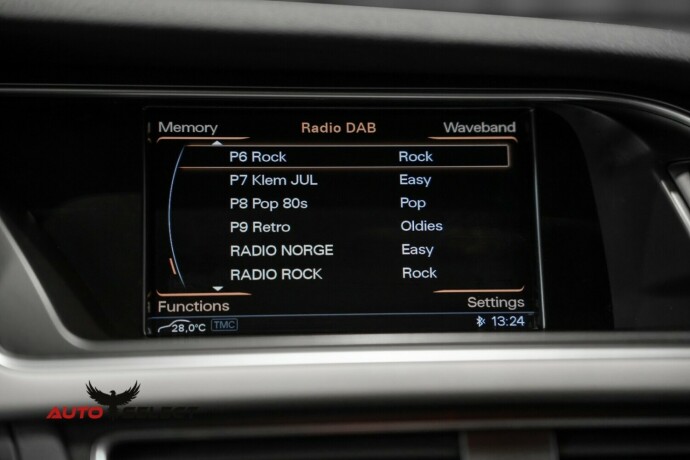 Memory Radio DAB Waveband
P6 Rock Rock
P7 Klem JUL Easy
P8 Pop 80s Pop
P9 Retro Oldies
RADIO NORGE Easy
RADIO ROCK Rock
Functions Settings
28,0°C TMC 13:24
AUTO SELECT